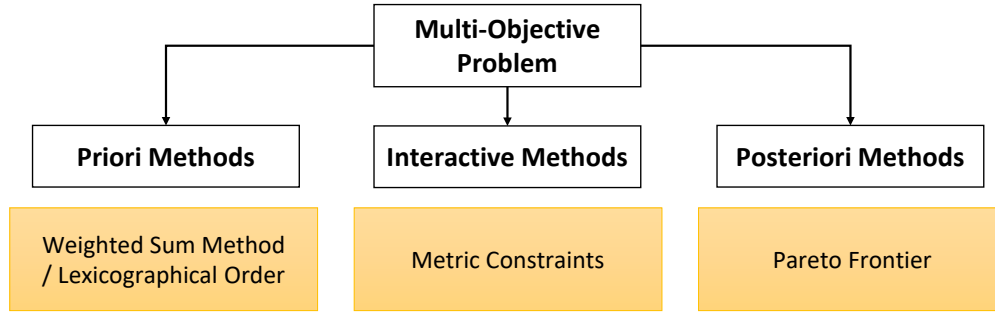 Multi-Objective
Problem
Priori Methods
Interactive Methods
Posteriori Methods
Weighted Sum Method
/ Lexicographical Order
Metric Constraints
Pareto Frontier